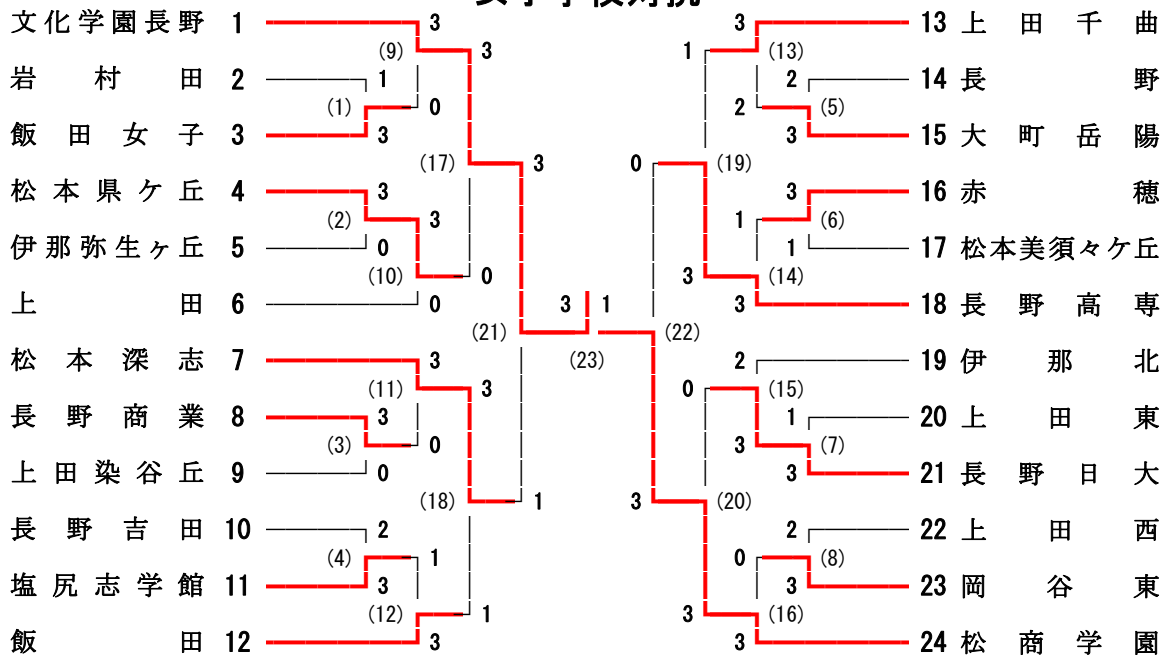 女子学校対抗
文化学園長野 1 3 3 13 上田千曲
(9) 3 1 (13)
岩村田 2 1 2 14 長野
(1) 0 2 (5)
飯田女子 3 3 3 15 大町岳陽
(17) 3 0 (19)
松本県ケ丘 4 3 3 16 赤穂
(2) 3 1 (6)
伊那弥生ヶ丘 5 0 1 17 松本美須々ケ丘
(10) 0 3 (14)
上田 6 0 3 1 3 18 長野高専
(21) (23) (22)
松本深志 7 3 2 19 伊那北
(11) 3 0 (15)
長野商業 8 3 1 20 上田東
(3) 0 3 (7)
上田染谷丘 9 0 3 21 長野日大
(18) 1 3 (20)
長野吉田 10 2 2 22 上田西
(4) 1 0 (8)
塩尻志学館 11 3 3 23 岡谷東
(12) 1 3 (16)
飯田 12 3 3 24 松商学園